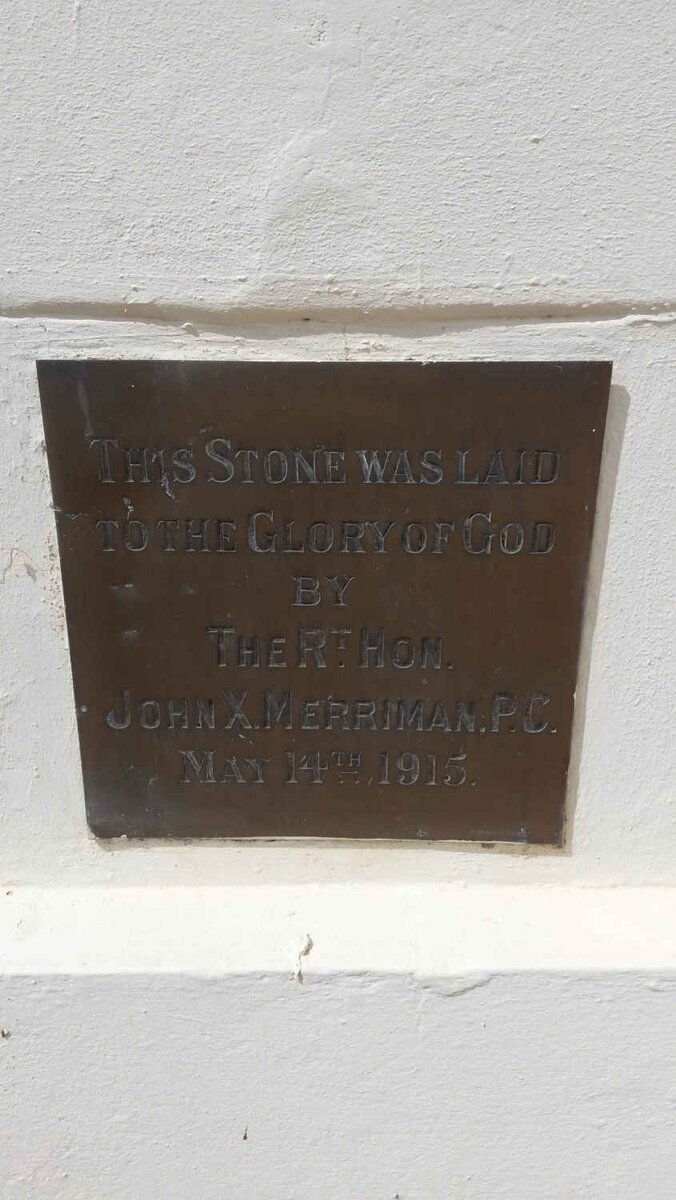 THIS STONE WAS LAID
TO THE GLORY OF GOD
BY
THE RT. HON.
JOHN X. MERRIMAN, P.C.
MAY 14TH 1915.